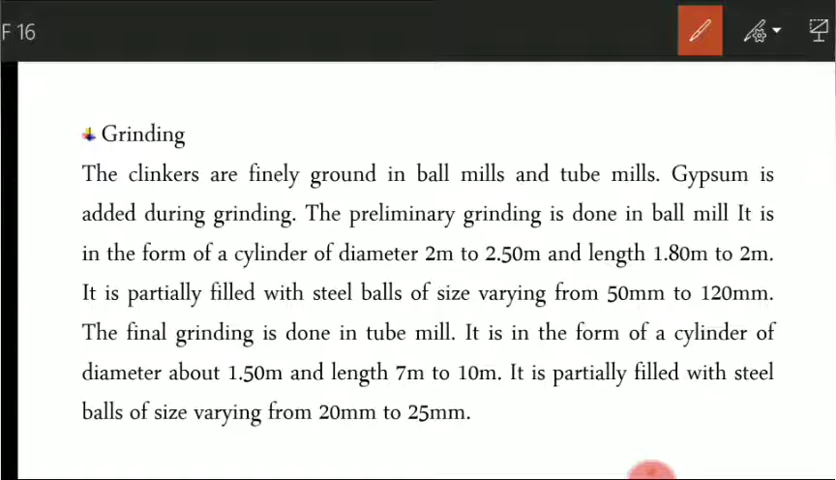 F 16
Grinding
The clinkers are finely ground in ball mills and tube mills. Gypsum is
added during grinding. The preliminary grinding is done in ball mill It is
in the form of a cylinder of diameter 2m to 2.50m and length 1.80m to 2m.
It is partially filled with steel balls of size varying from 50mm to 120mm.
The final grinding is done in tube mill. It is in the form of a cylinder of
diameter about 1.50m and length 7m to 10m. It is partially filled with steel
balls of size varying from 20mm to 25mm.